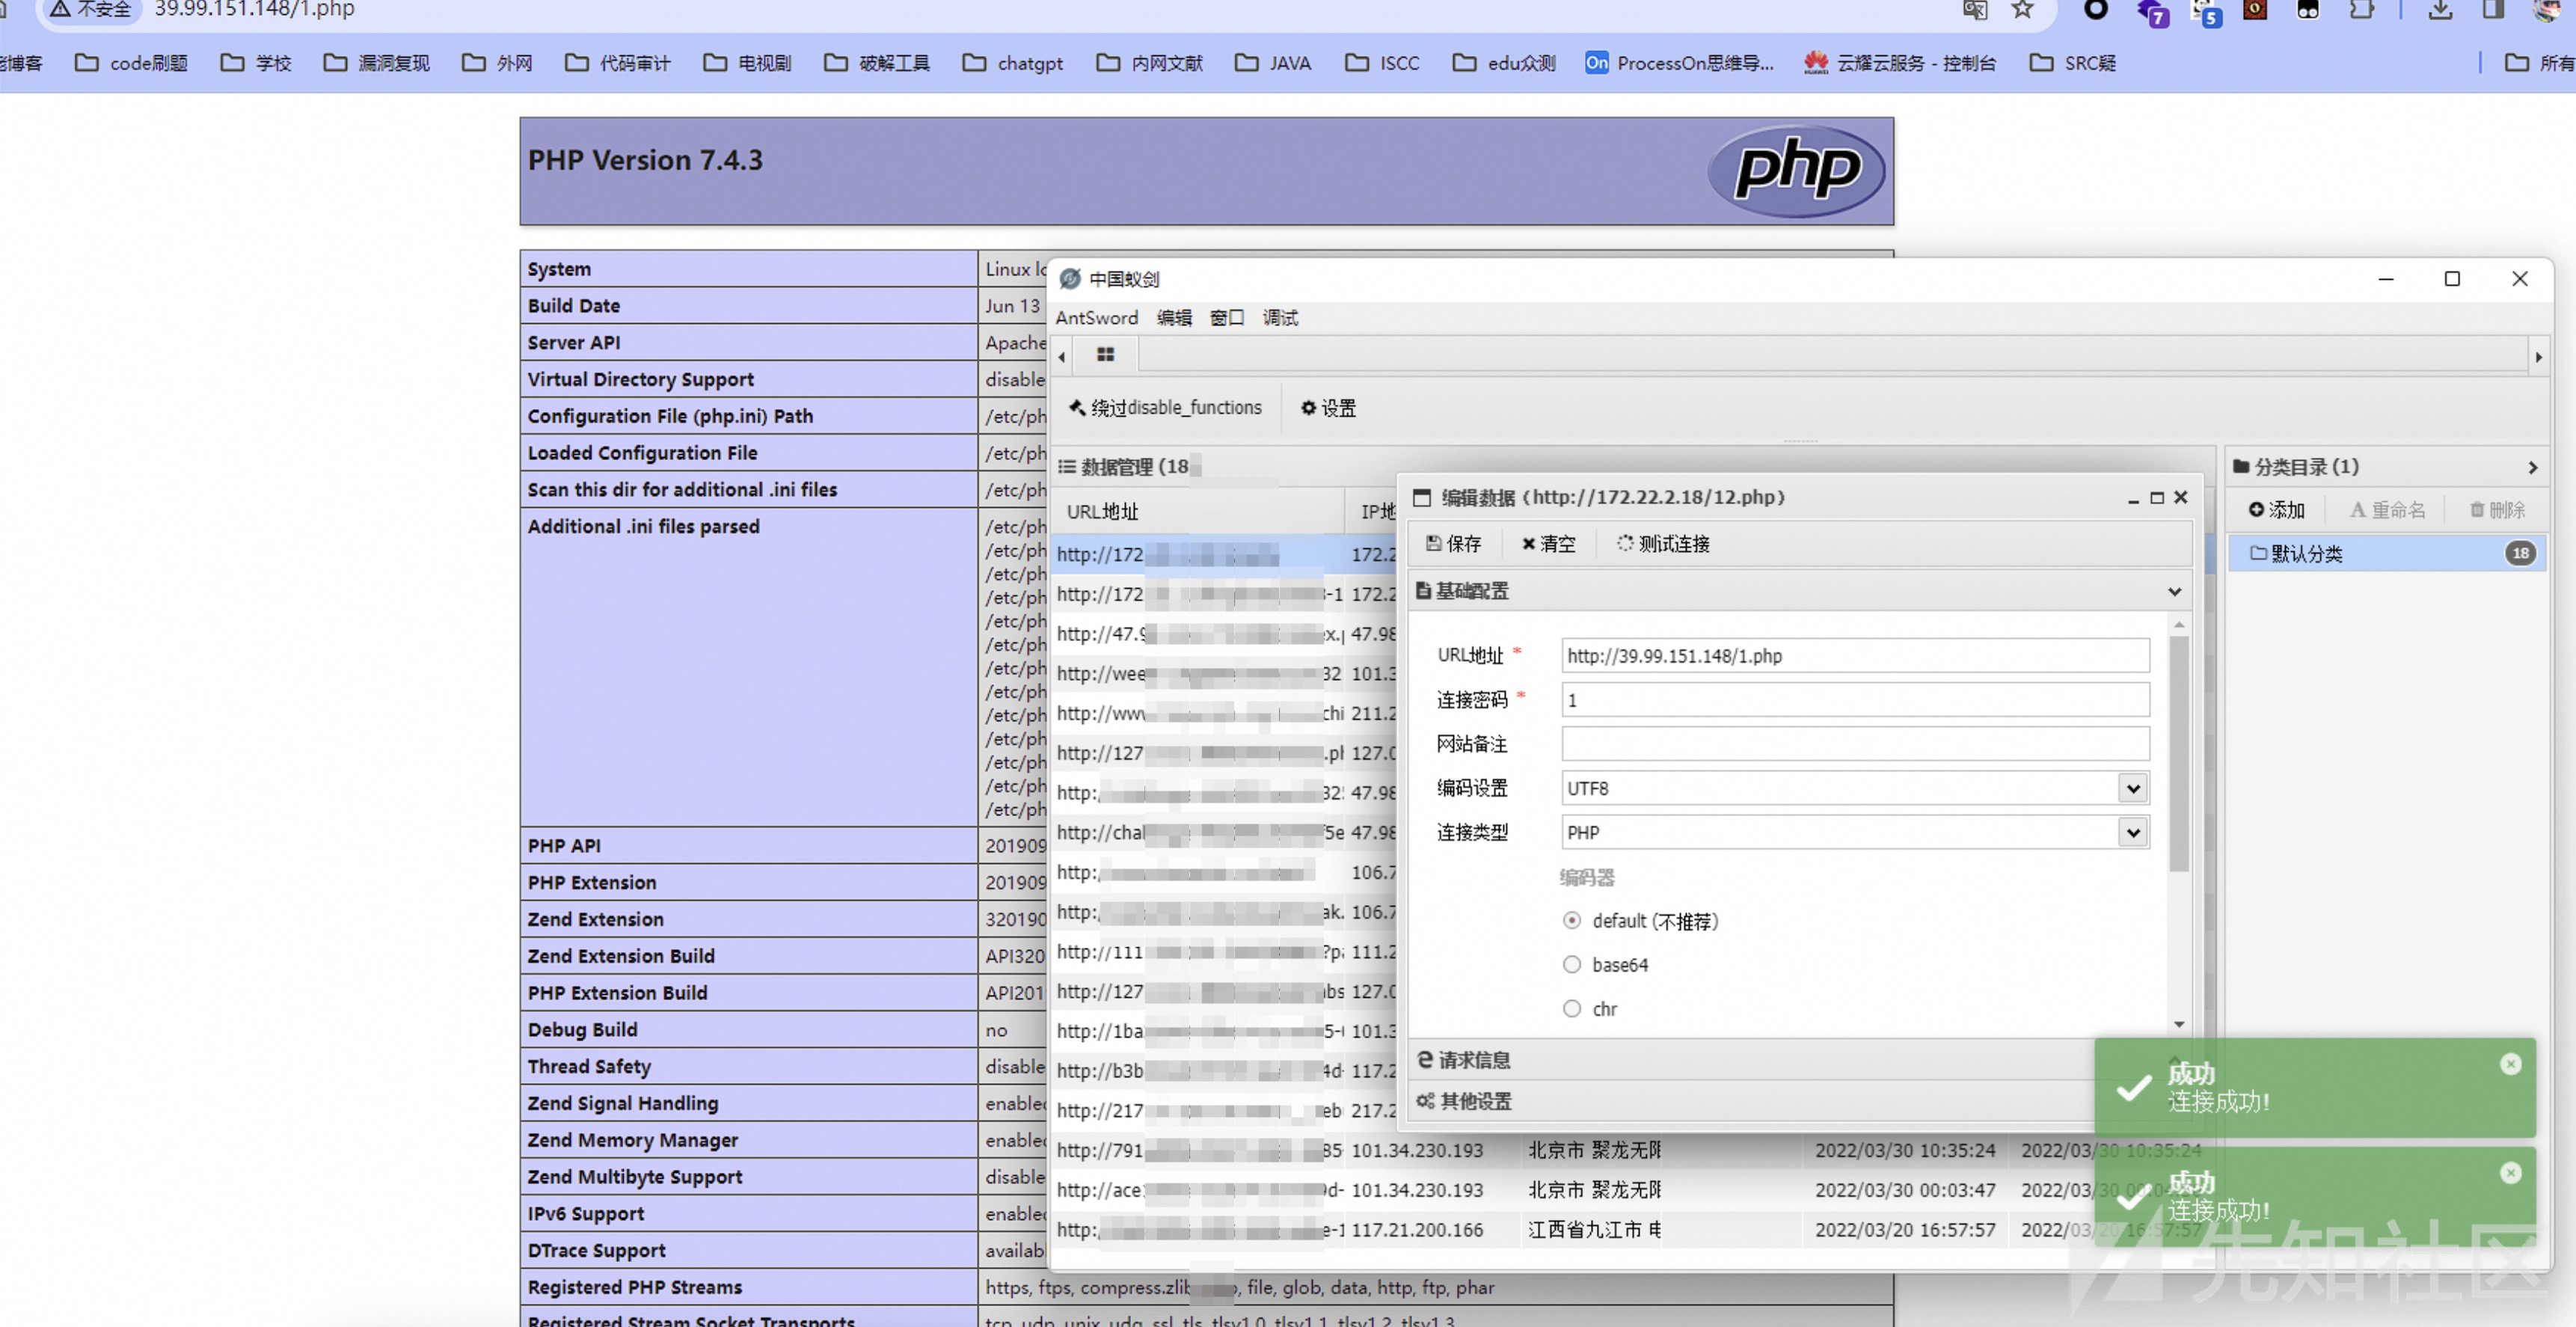 不安全 39.99.151.148/1.php
7 5
博客 code刷题 学校 漏洞复现 外网 代码审计 电视剧 破解工具 chatgpt 内网文献 JAVA ISCC edu众测 On ProcessOn思维导... 云耀云服务 - 控制台 SRC疑 所有
PHP Version 7.4.3
php
System
Linux
Build Date
Jun 13
Server API
Apache
Virtual Directory Support
disable
Configuration File (php.ini) Path
/etc/ph
Loaded Configuration File
/etc/ph
Scan this dir for additional .ini files
/etc/ph
Additional .ini files parsed
/etc/ph
/etc/ph
/etc/ph
/etc/ph
/etc/ph
/etc/ph
/etc/ph
/etc/ph
/etc/ph
/etc/ph
/etc/ph
/etc/ph
/etc/ph
PHP API
201909
PHP Extension
201909
Zend Extension
320190
Zend Extension Build
API320
PHP Extension Build
API201
Debug Build
no
Thread Safety
disable
Zend Signal Handling
enabled
Zend Memory Manager
enabled
Zend Multibyte Support
disable
IPv6 Support
enabled
DTrace Support
availab
Registered PHP Streams
https, ftps, compress.zlib , file, glob, data, http, ftp, phar
Registered Stream Socket Transports
tcp, udp, unix, udg, ssl, tls, tlsv1.0, tlsv1.1, tlsv1.2, tlsv1.3
中国蚁剑
AntSword 编辑 窗口 调试
绕过disable_functions 设置
数据管理 (18
URL地址 IP地
http://172 172.2
http://172 -1 172.2
http://47.9 ex.p 47.98
http://wee 32 101.3
http://www chi 211.2
http://127 .ph 127.0
http:/ 32 47.98
http://chal f5e 47.98
http:/ 106.7
http:/ ak. 106.7
http://111 ?pa 111.2
http://127 abs 127.0
http://1ba 5- 101.3
http://b3b 4d- 117.2
http://217 eb 217.2
http://791 85- 101.34.230.193 北京市 聚龙无限 2022/03/30 10:35:24 2022/03/30 10:35:24
http://ace 9d- 101.34.230.193 北京市 聚龙无限 2022/03/30 00:03:47 2022/03/30 00:0
http:/ e-1 117.21.200.166 江西省九江市 电 2022/03/20 16:57:57 2022/03/20 16:57:57
编辑数据 (http://172.22.2.18/12.php)
保存 清空 测试连接
基础配置
URL地址 * http://39.99.151.148/1.php
连接密码 * 1
网站备注
编码设置 UTF8
连接类型 PHP
编码器
default (不推荐)
base64
chr
请求信息
其他设置
分类目录 (1)
添加 重命名 删除
默认分类 18
成功
连接成功!
成功
连接成功!
先知社区